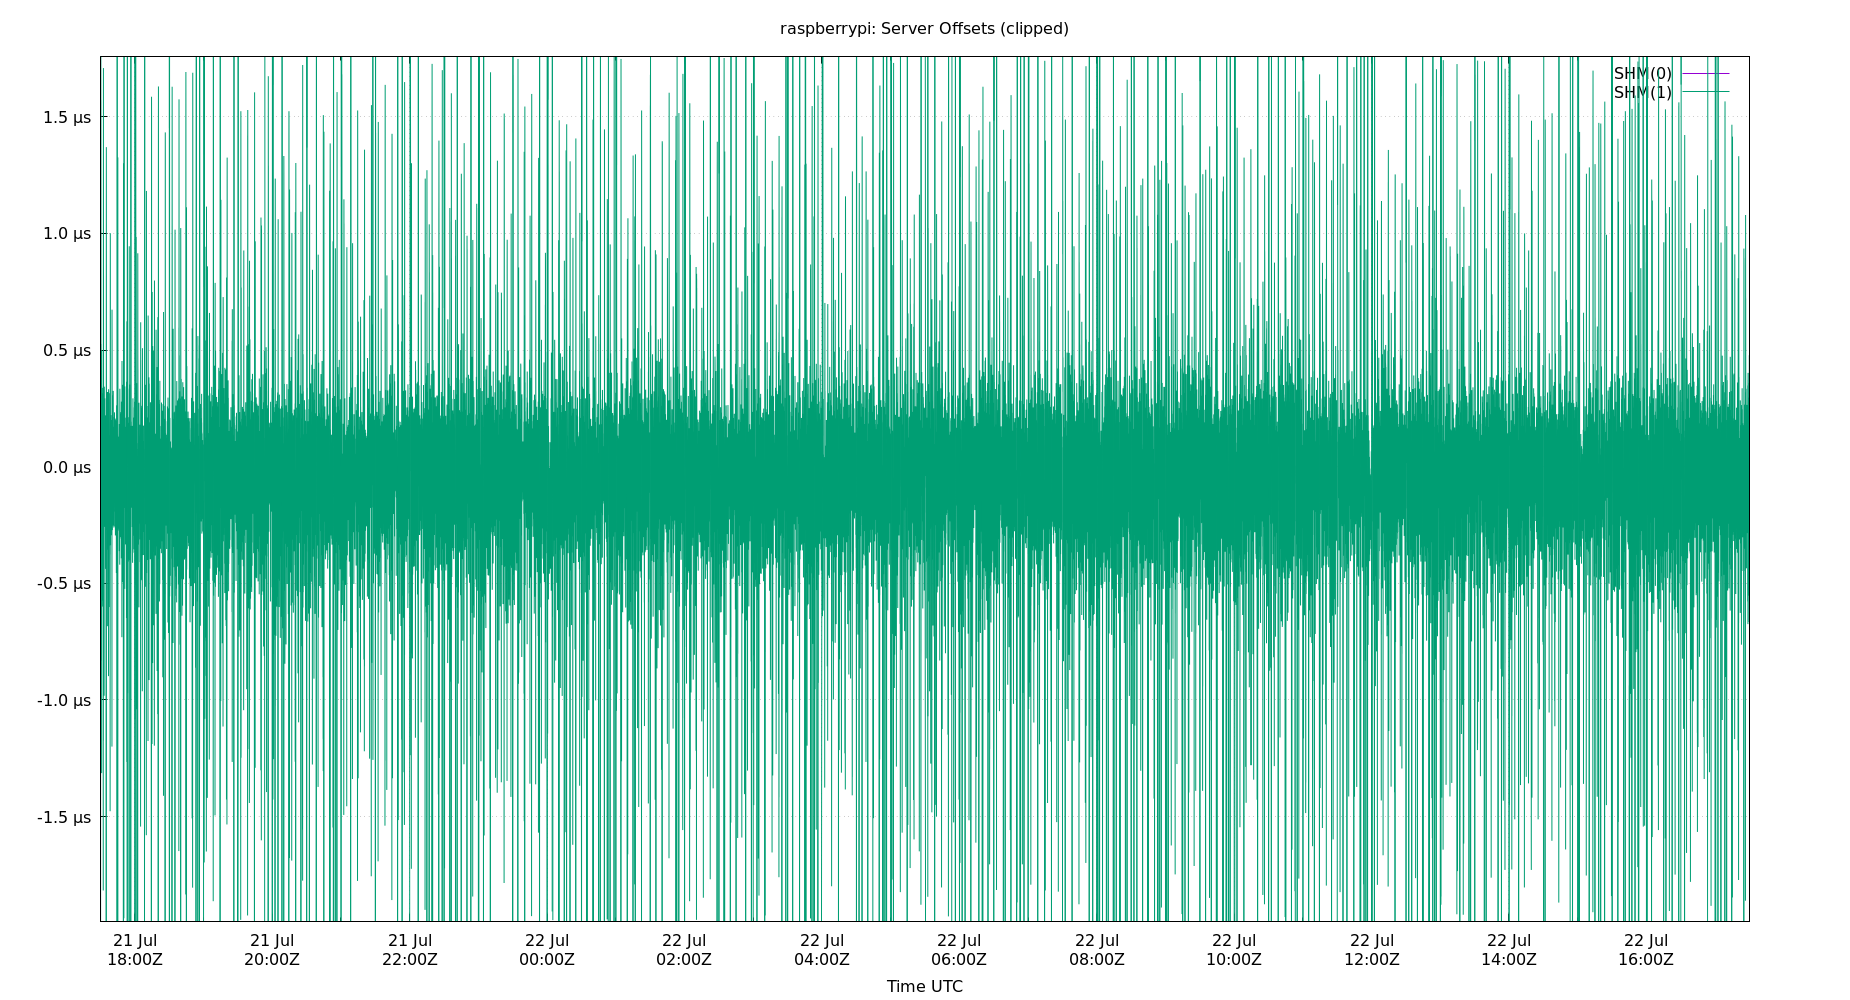 raspberrypi: Server Offsets (clipped)
SHM(0)
SHM(1)
1.5 µs
1.0 µs
0.5 µs
0.0 µs
-0.5 µs
-1.0 µs
-1.5 µs
21 Jul 21 Jul 21 Jul 22 Jul 22 Jul 22 Jul 22 Jul 22 Jul 22 Jul 22 Jul 22 Jul 22 Jul
18:00Z 20:00Z 22:00Z 00:00Z 02:00Z 04:00Z 06:00Z 08:00Z 10:00Z 12:00Z 14:00Z 16:00Z
Time UTC